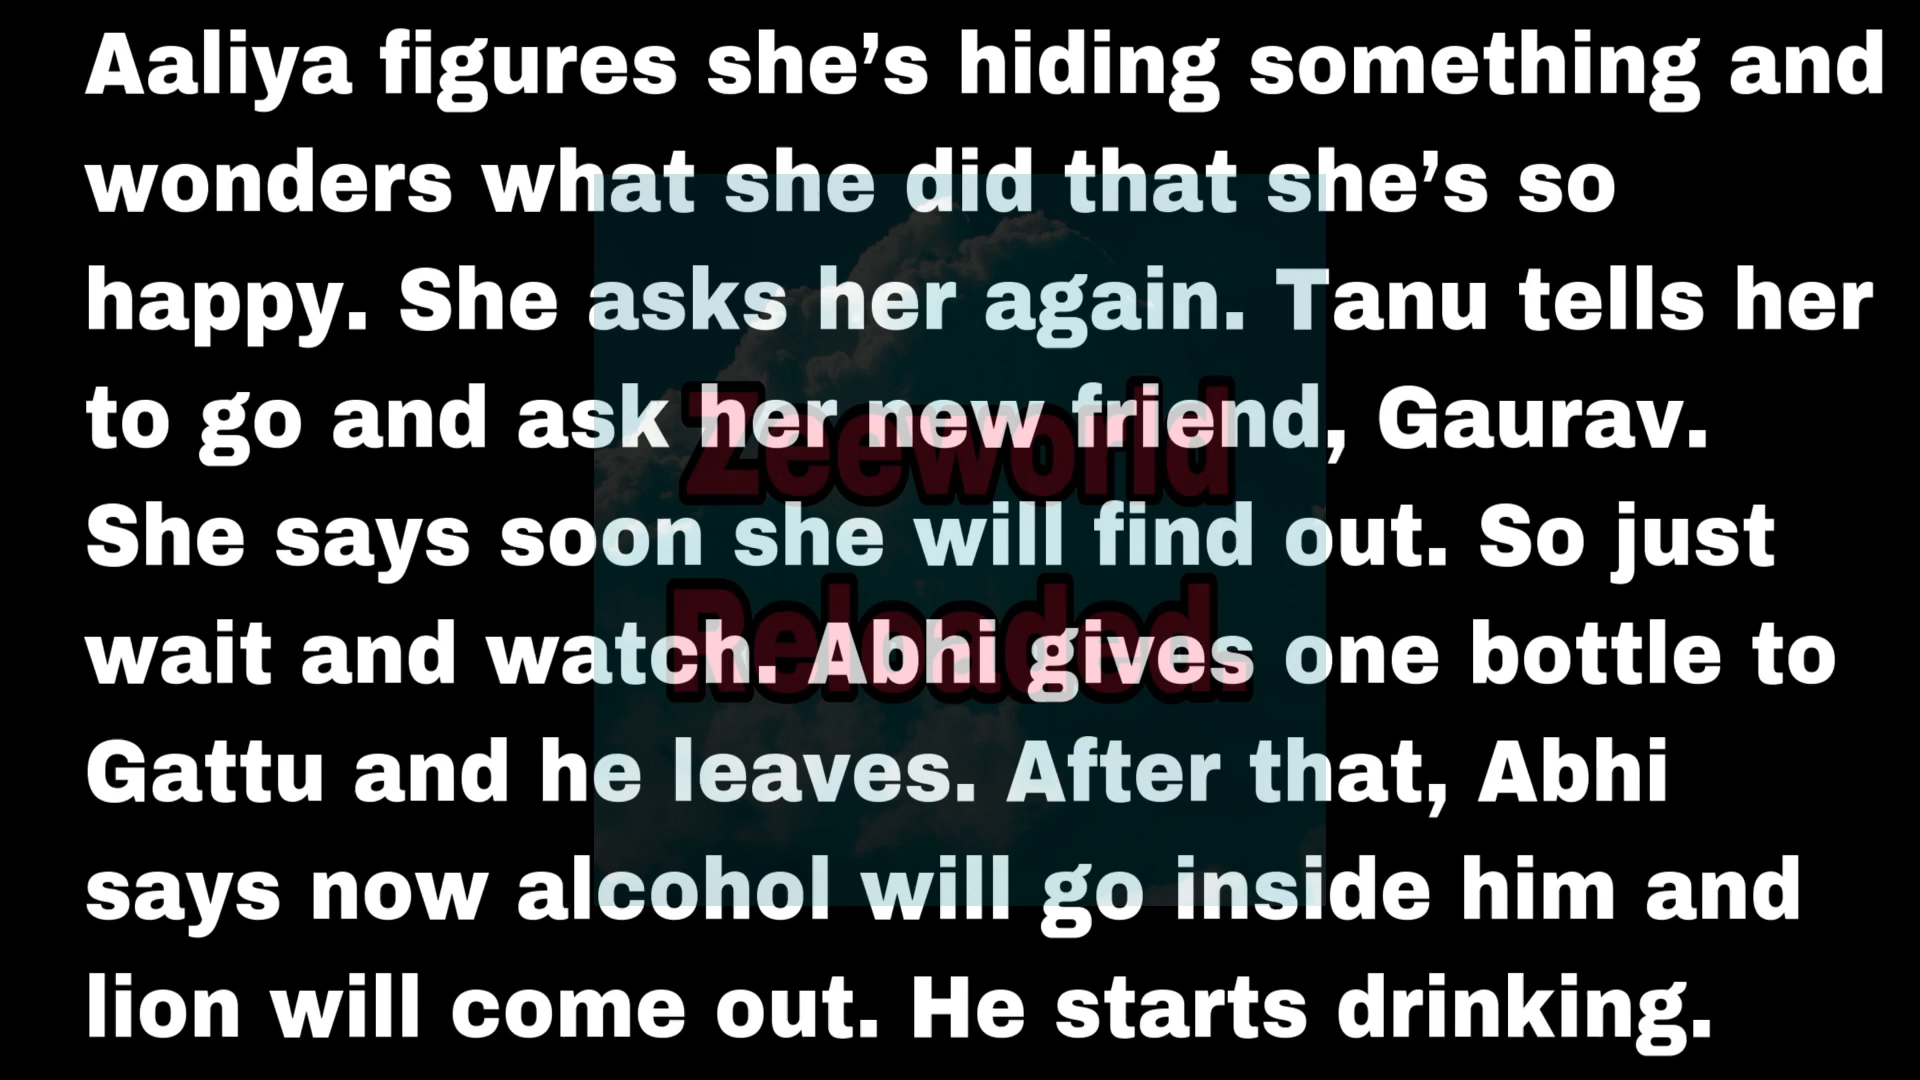 Aaliya figures she’s hiding something and
wonders what she did that she’s so
happy. She asks her again. Tanu tells her
to go and ask her new friend, Gaurav.
She says soon she will find out. So just
wait and watch. Abhi gives one bottle to
Gattu and he leaves. After that, Abhi
says now alcohol will go inside him and
lion will come out. He starts drinking.
Zeeworld
Reloaded.